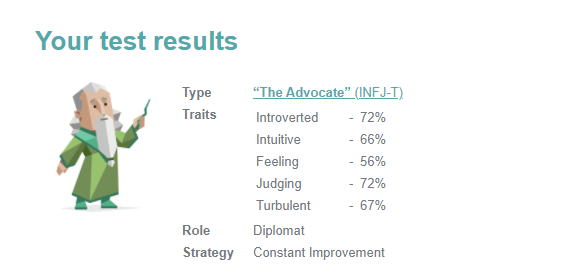 Your test results
Type “The Advocate” (INFJ-T)
Traits
Introverted - 72%
Intuitive - 66%
Feeling - 56%
Judging - 72%
Turbulent - 67%
Role Diplomat
Strategy Constant Improvement